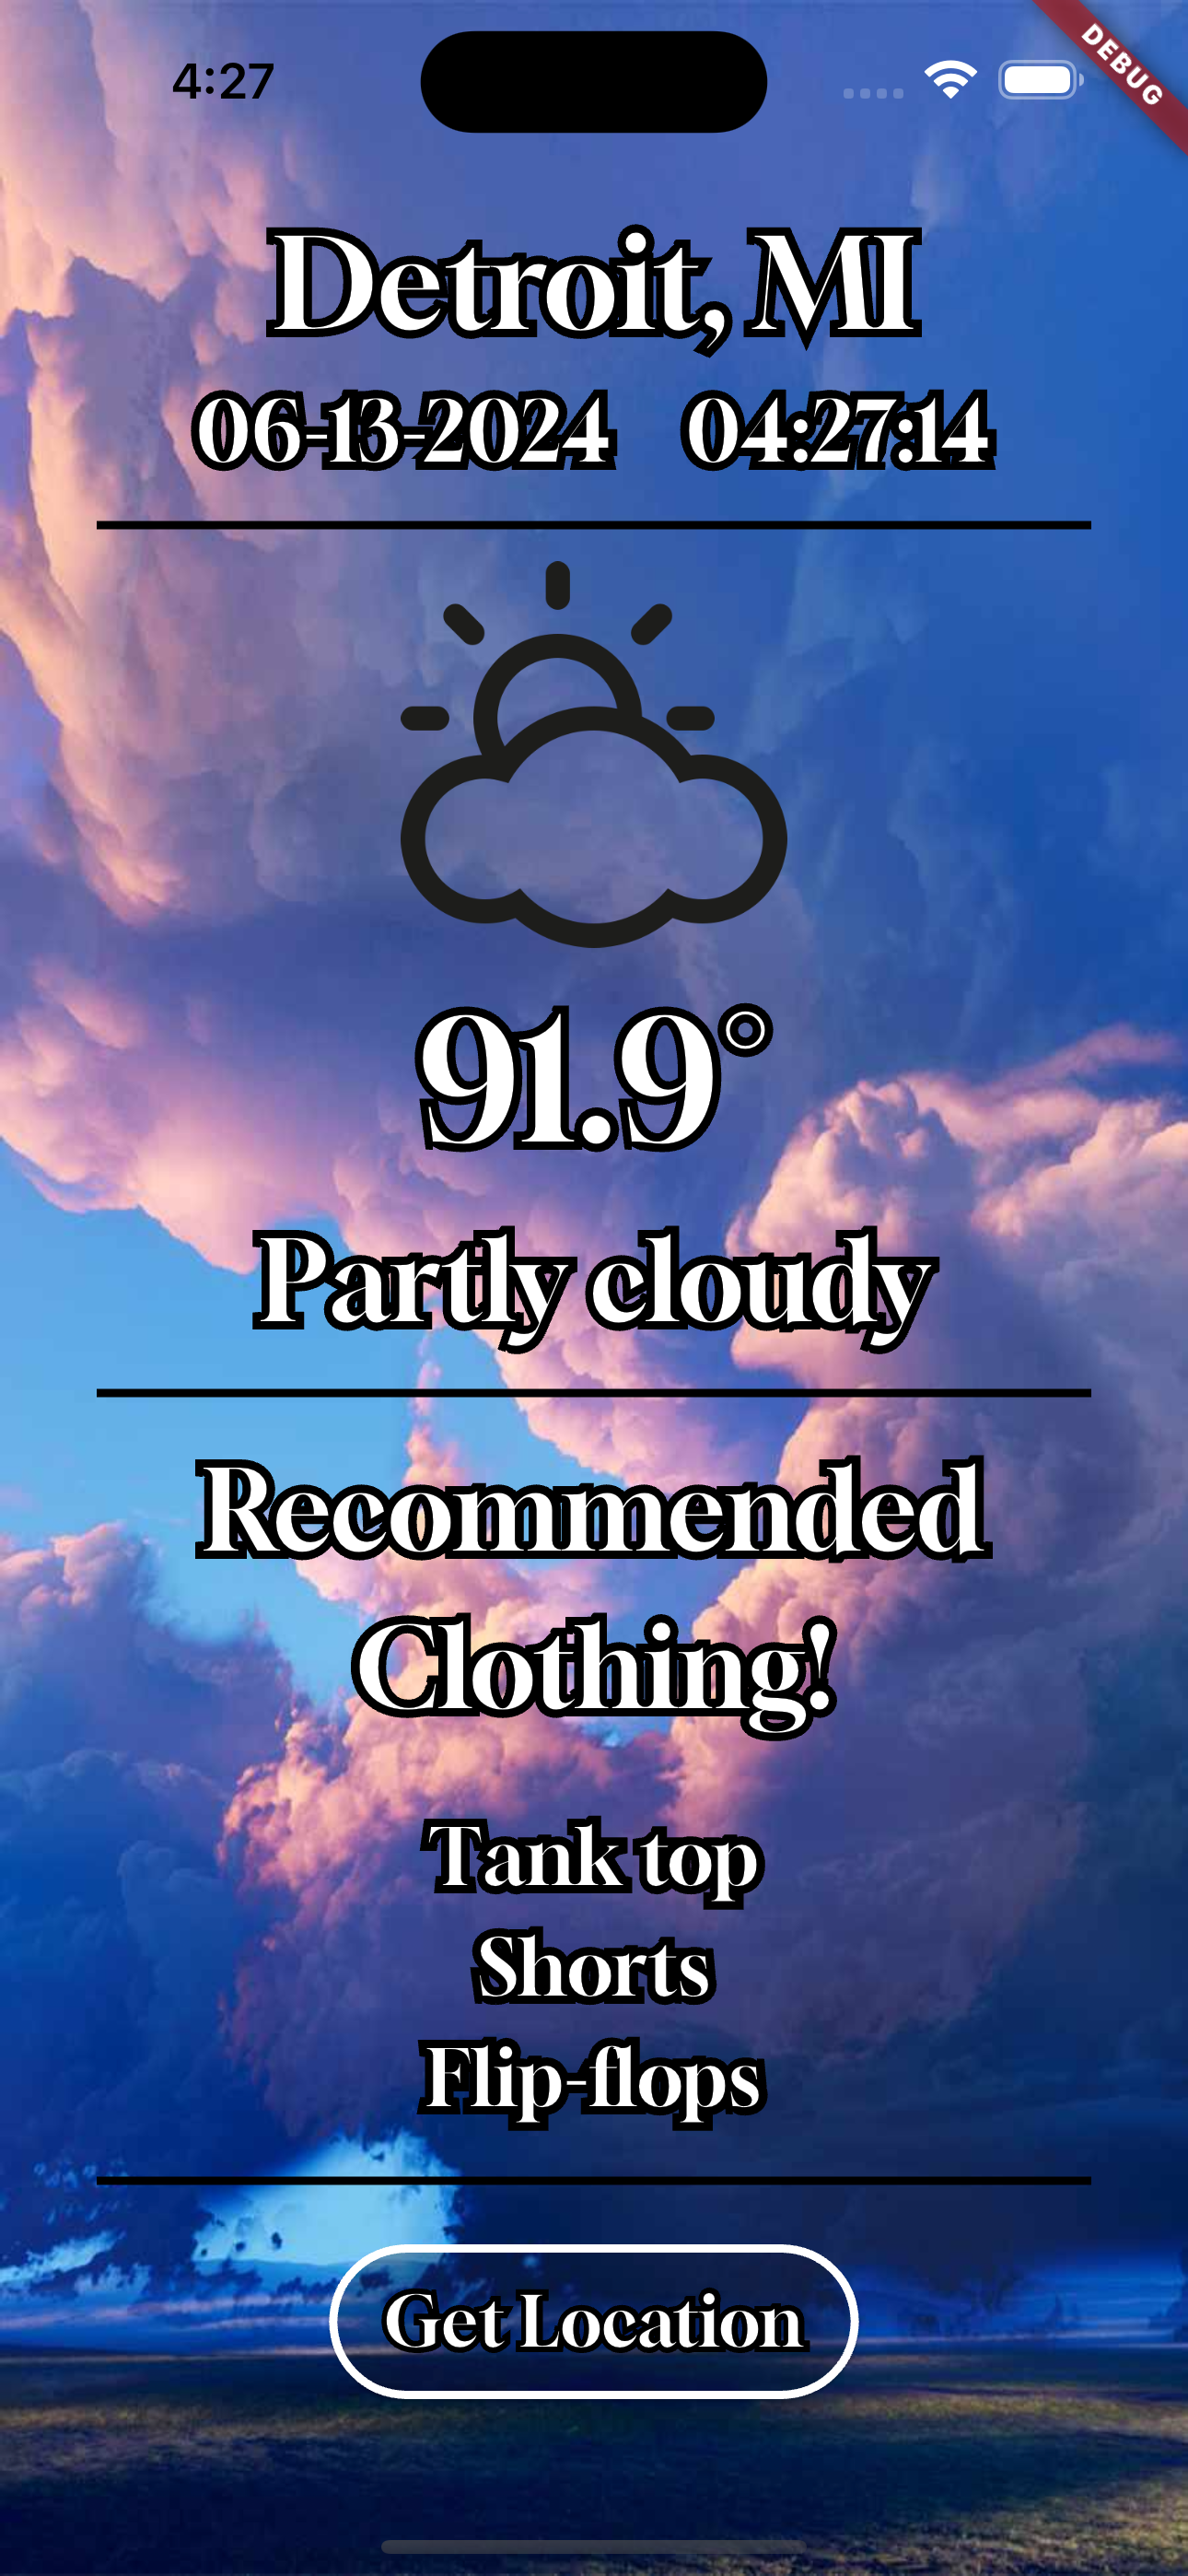 4:27
DEBUG
Detroit, MI
06-13-2024 04:27:14
91.9°
Partly cloudy
Recommended
Clothing!
Tank top
Shorts
Flip-flops
Get Location